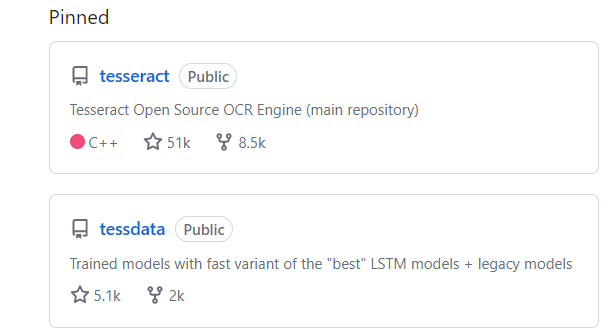 Pinned
tesseract Public
Tesseract Open Source OCR Engine (main repository)
C++ 51k 8.5k
tessdata Public
Trained models with fast variant of the "best" LSTM models + legacy models
5.1k 2k